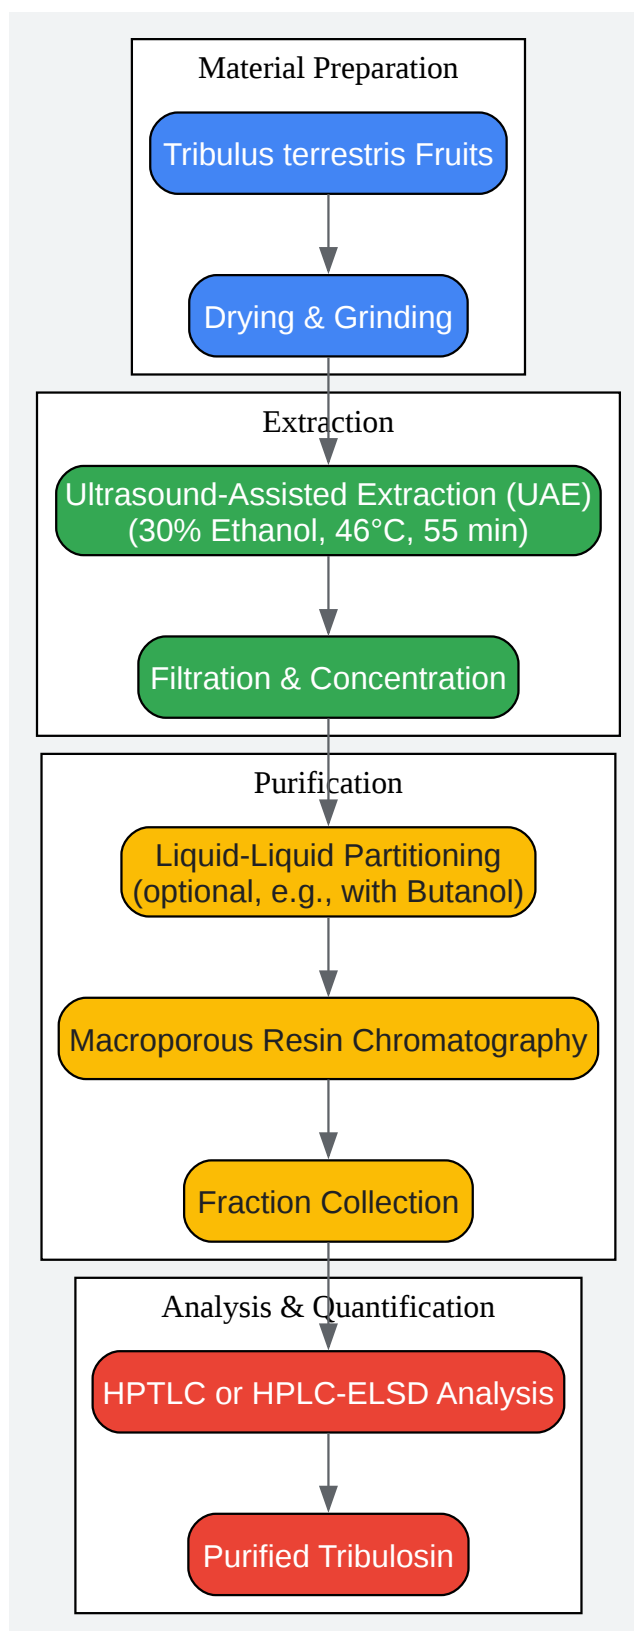 Material Preparation
Tribulus terrestris Fruits
Drying & Grinding
Extraction
Ultrasound-Assisted Extraction (UAE)
(30% Ethanol, 46°C, 55 min)
Filtration & Concentration
Purification
Liquid-Liquid Partitioning
(optional, e.g., with Butanol)
Macroporous Resin Chromatography
Fraction Collection
Analysis & Quantification
HPTLC or HPLC-ELSD Analysis
Purified Tribulosin